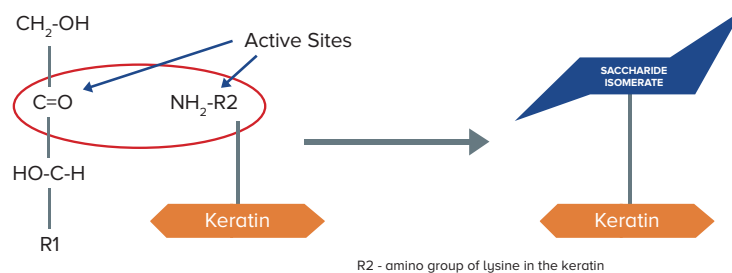 CH₂-OH
Active Sites
C=O
NH₂-R2
HO-C-H
Keratin
R1
SACCHARIDE
ISOMERATE
Keratin
R2 - amino group of lysine in the keratin